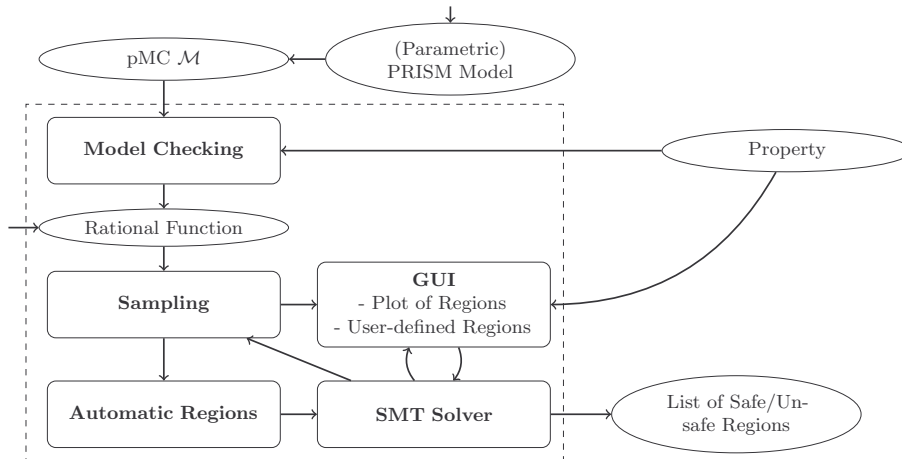 (Parametric)
PRISM Model
pMC ℳ
Model Checking
Property
Rational Function
Sampling
GUI
- Plot of Regions
- User-defined Regions
Automatic Regions
SMT Solver
List of Safe/Un-
safe Regions